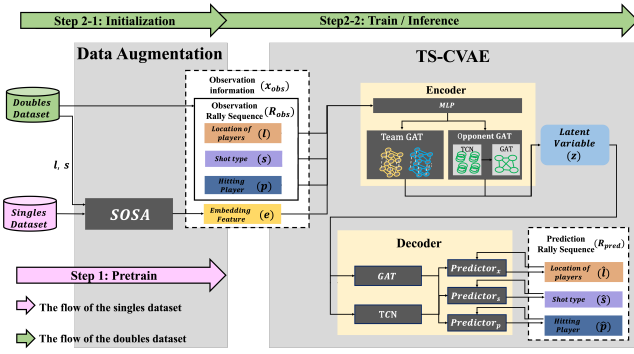 Step 2-1: Initialization
Step2-2: Train / Inference
Data Augmentation
TS-CVAE
Observation
information (x_obs)
Observation
Rally Sequence (R_obs)
Location of
players (l)
Shot type (s)
Hitting
Player (p)
Embedding
Feature (e)
Doubles
Dataset
l, s
Singles
Dataset
SOSA
Encoder
MLP
Team GAT
Opponent GAT
TCN
GAT
Latent
Variable
(z)
Decoder
GAT
TCN
Predictor_x
Predictor_s
Predictor_p
Prediction
Rally Sequence (R_pred)
Location of
players (l̂)
Shot type (ŝ)
Hitting
Player (p̂)
Step 1: Pretrain
The flow of the singles dataset
The flow of the doubles dataset